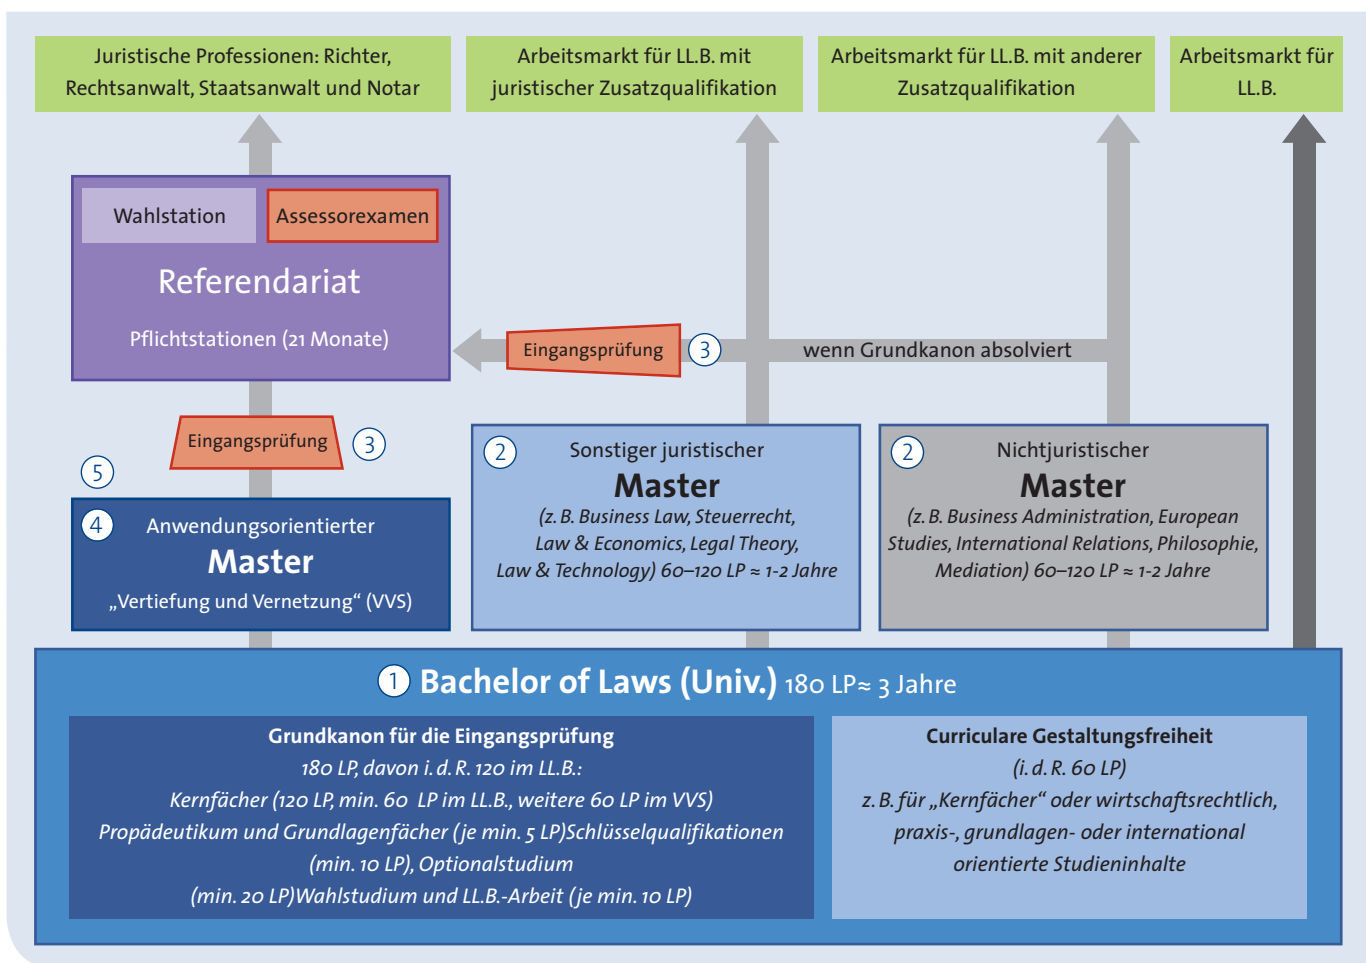 Juristische Professionen: Richter,
Rechtsanwalt, Staatsanwalt und Notar
Arbeitsmarkt für LL.B. mit
juristischer Zusatzqualifikation
Arbeitsmarkt für LL.B. mit anderer
Zusatzqualifikation
Arbeitsmarkt für
LL.B.
Wahlstation
Assessorexamen
Referendariat
Pflichtstationen (21 Monate)
Eingangsprüfung
3
wenn Grundkanon absolviert
Eingangsprüfung
3
5
4
Anwendungsorientierter
Master
„Vertiefung und Vernetzung“ (VVS)
2
Sonstiger juristischer
Master
(z. B. Business Law, Steuerrecht,
Law & Economics, Legal Theory,
Law & Technology) 60–120 LP ≈ 1-2 Jahre
2
Nichtjuristischer
Master
(z. B. Business Administration, European
Studies, International Relations, Philosophie,
Mediation) 60–120 LP ≈ 1-2 Jahre
1 Bachelor of Laws (Univ.) 180 LP≈ 3 Jahre
Grundkanon für die Eingangsprüfung
180 LP, davon i. d. R. 120 im LL.B.:
Kernfächer (120 LP, min. 60 LP im LL.B., weitere 60 LP im VVS)
Propädeutikum und Grundlagenfächer (je min. 5 LP)Schlüsselqualifikationen
(min. 10 LP), Optionalstudium
(min. 20 LP)Wahlstudium und LL.B.-Arbeit (je min. 10 LP)
Curriculare Gestaltungsfreiheit
(i. d. R. 60 LP)
z. B. für „Kernfächer“ oder wirtschaftsrechtlich,
praxis-, grundlagen- oder international
orientierte Studieninhalte